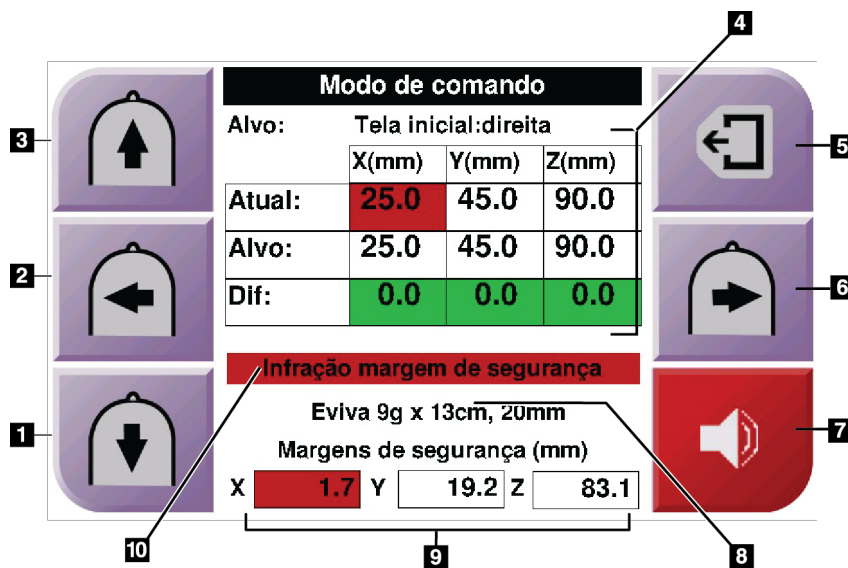 4
Modo de comando
3
Alvo: Tela inicial:direita
5
X(mm) Y(mm) Z(mm)
Atual: 25.0 45.0 90.0
Alvo: 25.0 45.0 90.0
2
6
Dif: 0.0 0.0 0.0
Infração margem de segurança
Eviva 9g x 13cm, 20mm
1
7
Margens de segurança (mm)
X 1.7 Y 19.2 Z 83.1
10
9
8